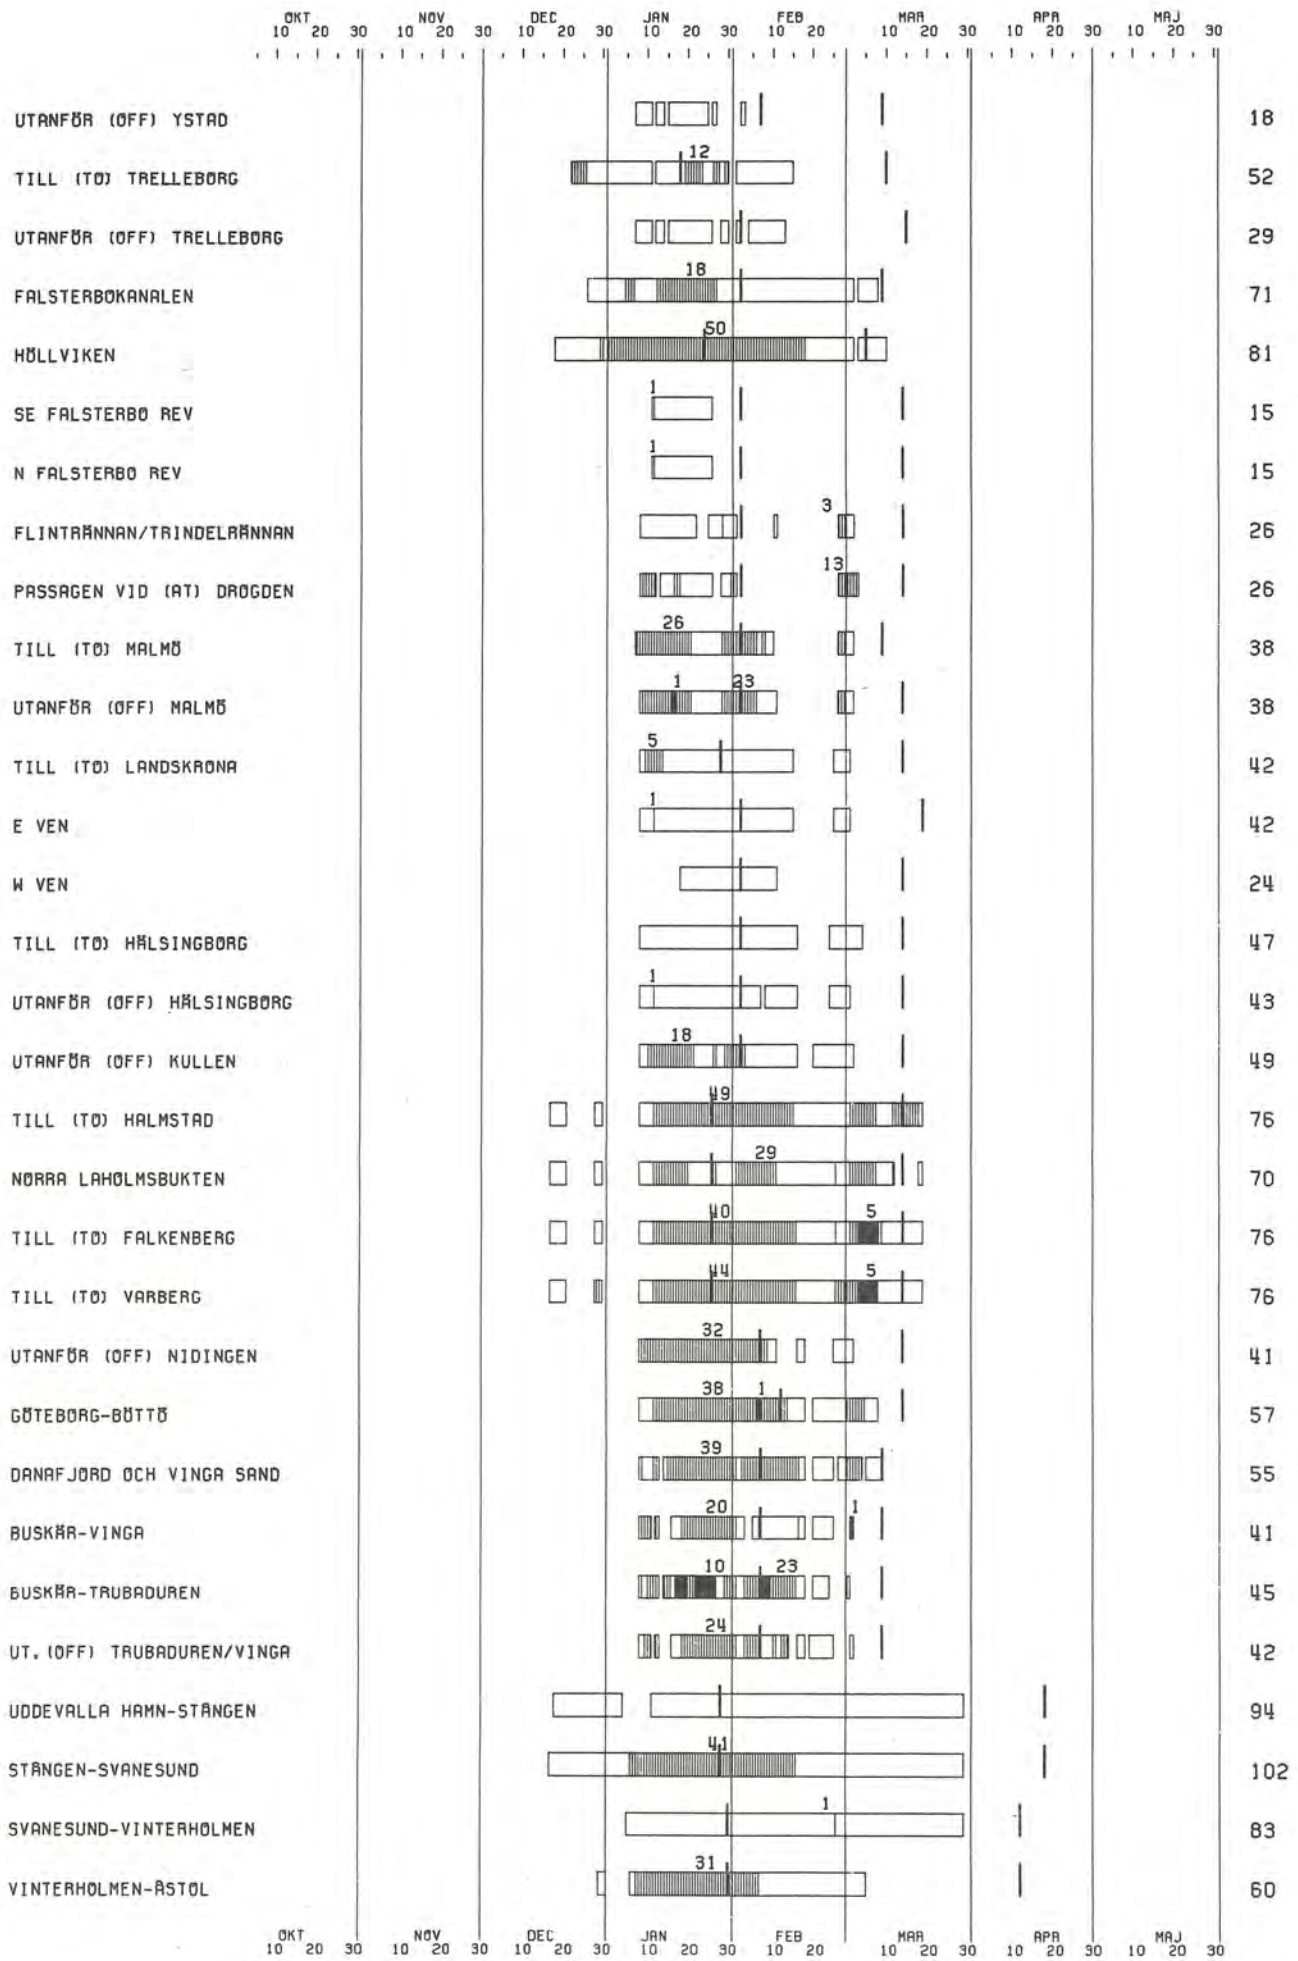 OKT NOV DEC JAN FEB MAR APR MAJ
10 20 30 10 20 30 10 20 30 10 20 30 10 20 10 20 30 10 20 30 10 20 30
UTANFÖR (OFF) YSTAD 18
12
TILL (TO) TRELLEBORG 52
UTANFÖR (OFF) TRELLEBORG 29
18
FALSTERBOKANALEN 71
50
HÖLLVIKEN 81
1
SE FALSTERBO REV 15
1
N FALSTERBO REV 15
3
FLINTRÄNNAN/TRINDELRÄNNAN 26
13
PASSAGEN VID (AT) DROGDEN 26
26
TILL (TO) MALMÖ 38
1 23
UTANFÖR (OFF) MALMÖ 38
5
TILL (TO) LANDSKRONA 42
1
E VEN 42
W VEN 24
TILL (TO) HÄLSINGBORG 47
1
UTANFÖR (OFF) HÄLSINGBORG 43
18
UTANFÖR (OFF) KULLEN 49
49
TILL (TO) HALMSTAD 76
29
NORRA LAHOLMSBUKTEN 70
40 5
TILL (TO) FALKENBERG 76
44 5
TILL (TO) VARBERG 76
32
UTANFÖR (OFF) NIDINGEN 41
38 1
GÖTEBORG-BÖTTÖ 57
39
DANAFJORD OCH VINGA SAND 55
20 1
BUSKÄR-VINGA 41
10 23
BUSKÄR-TRUBADUREN 45
24
UT. (OFF) TRUBADUREN/VINGA 42
UDDEVALLA HAMN-STÅNGEN 94
41
STÅNGEN-SVANESUND 102
1
SVANESUND-VINTERHOLMEN 83
31
VINTERHOLMEN-ÅSTOL 60
OKT NOV DEC JAN FEB MAR APR MAJ
10 20 30 10 20 30 10 20 30 10 20 30 10 20 10 20 30 10 20 30 10 20 30